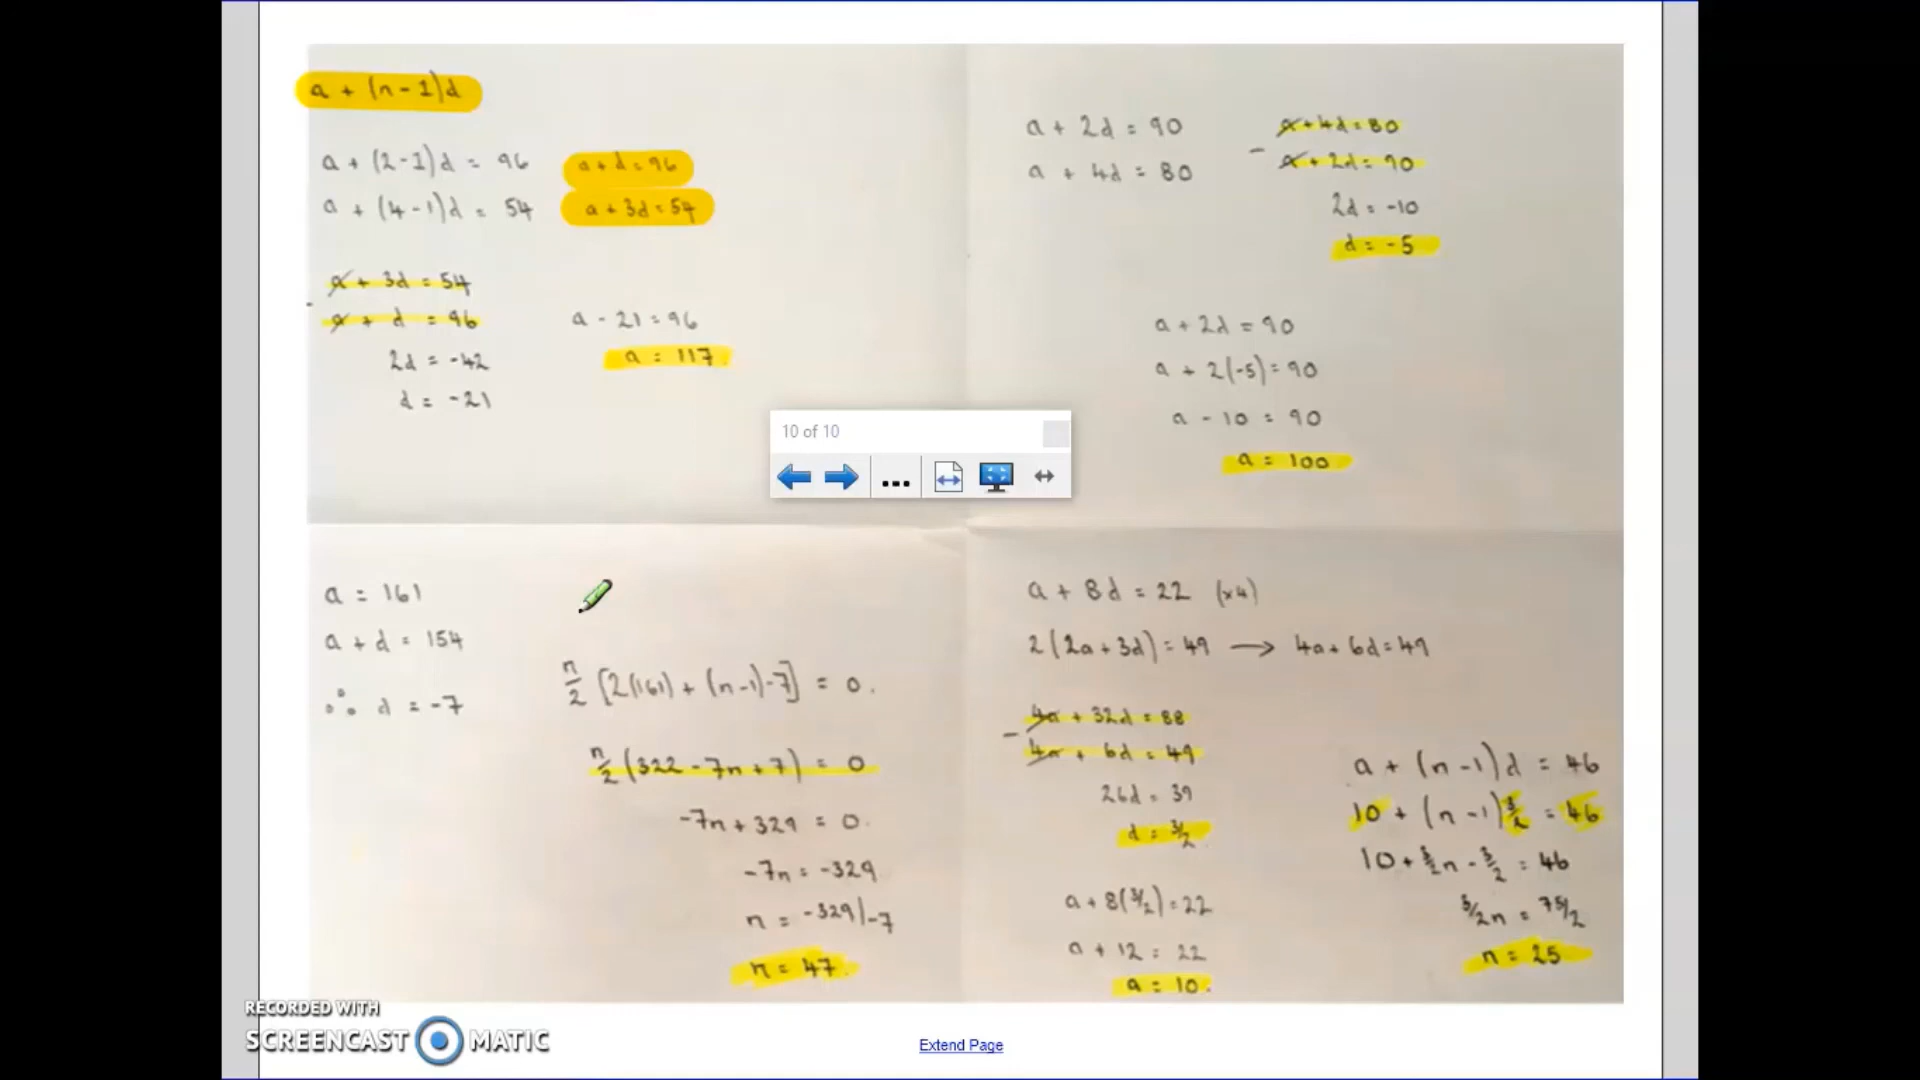 a + (n - 1)d
a + (2-1)d = 96
a + d = 96
a + (4-1)d = 54
a + 3d = 54
a + 3d = 54
-
a + d = 96
2d = -42
d = -21
a - 21 = 96
a = 117.
a + 2d = 90
a + 4d = 80
a + 4d = 80
-
a + 2d = 90
2d = -10
d = -5
a + 2d = 90
a + 2(-5) = 90
a - 10 = 90
a = 100
10 of 10
...
a = 161
a + d = 154
∴ d = -7
n/2 [2(161) + (n-1)-7] = 0.
n/2 (322 - 7n + 7) = 0
-7n + 329 = 0.
-7n = -329
n = -329/-7
n = 47.
a + 8d = 22 (x4)
2(2a + 3d) = 49 → 4a + 6d = 49
4a + 32d = 88
-
4a + 6d = 49
26d = 39
d = 3/2.
a + 8(3/2) = 22
a + 12 = 22
a = 10.
a + (n-1)d = 46
10 + (n-1)3/2 = 46
10 + 3/2n - 3/2 = 46
3/2n = 75/2
n = 25
RECORDED WITH
SCREENCAST MATIC
Extend Page